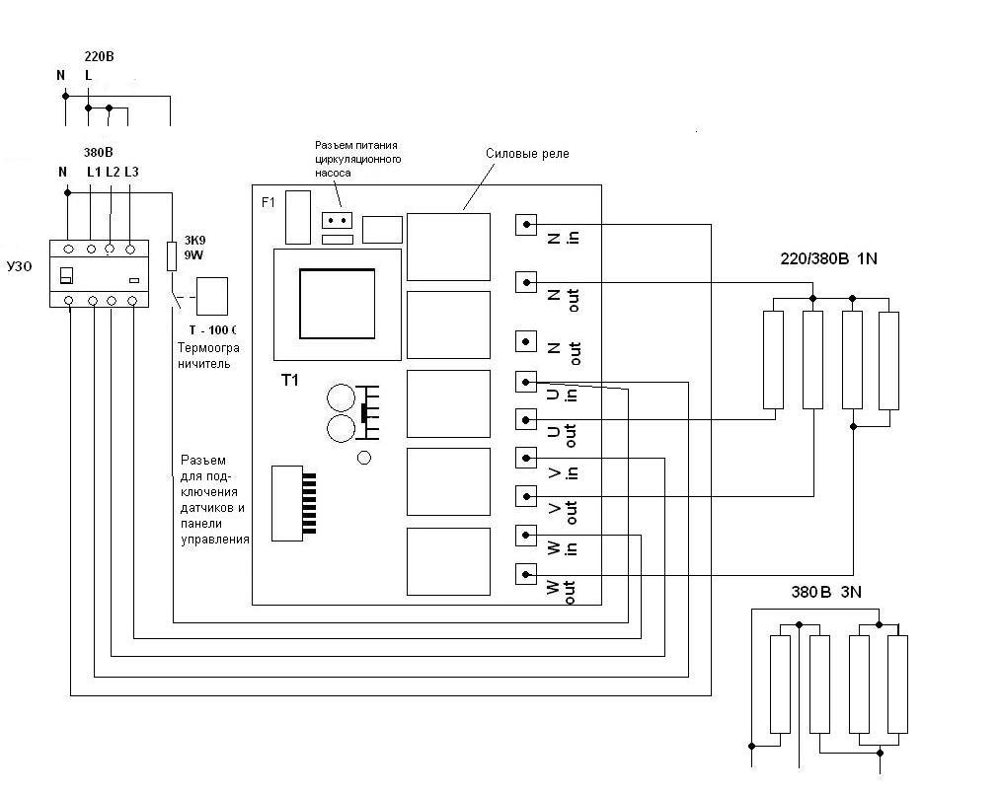 220В
N L
380В
N L1 L2 L3
УЗО
3К9
9W
T - 100 C
Термоогра
ничитель
Разъем
для под-
ключения
датчиков и
панели
управления
Разъем питания
циркуляционного
насоса
Силовые реле
F1
T1
N in
N out
N out
U in
U out
V in
V out
W in
W out
220/380В 1N
380В 3N